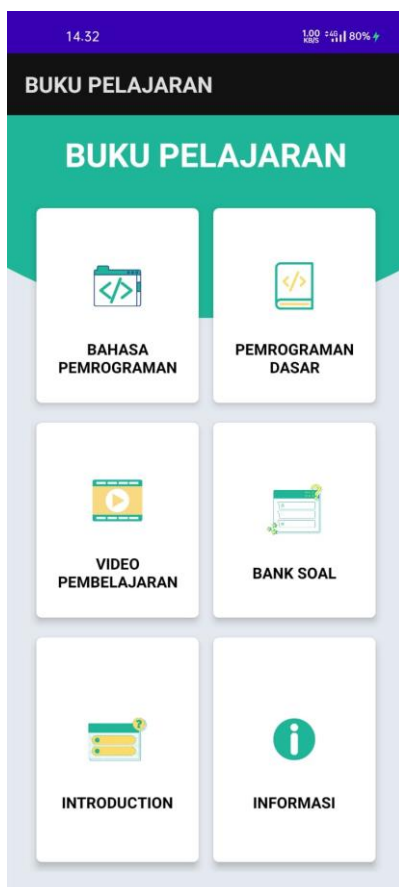 14.32
1.00 KB/S 4G 80%
BUKU PELAJARAN
BUKU PELAJARAN
</>
</>
BAHASA
PEMROGRAMAN
PEMROGRAMAN
DASAR
VIDEO
PEMBELAJARAN
BANK SOAL
?
INTRODUCTION
i
INFORMASI